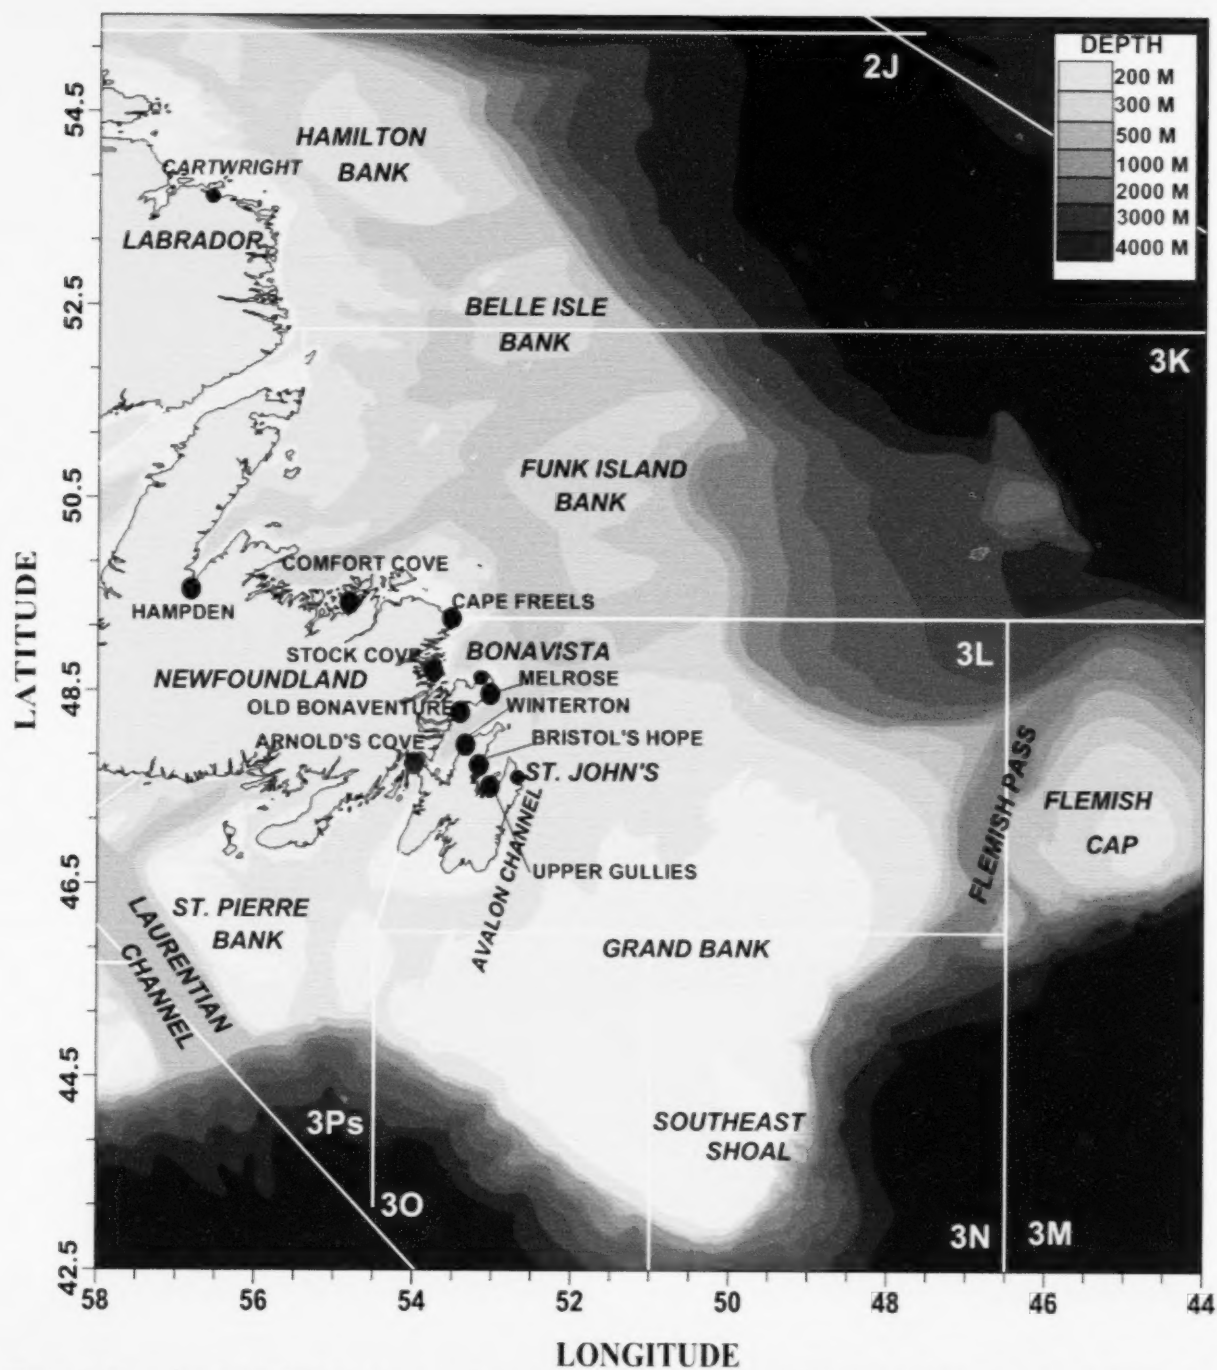 DEPTH
200 M
300 M
500 M
1000 M
2000 M
3000 M
4000 M
2J
54.5
HAMILTON
BANK
CARTWRIGHT
LABRADOR
52.5
BELLE ISLE
BANK
3K
50.5
FUNK ISLAND
BANK
COMFORT COVE
HAMPDEN
CAPE FREELS
STOCK COVE
BONAVISTA
3L
48.5
NEWFOUNDLAND
MELROSE
OLD BONAVENTURE
WINTERTON
ARNOLD'S COVE
BRISTOL'S HOPE
ST. JOHN'S
FLEMISH PASS
FLEMISH
CAP
AVALON CHANNEL
UPPER GULLIES
46.5
ST. PIERRE
BANK
LAURENTIAN
CHANNEL
GRAND BANK
44.5
3Ps
SOUTHEAST
SHOAL
3O
3N
3M
42.5
LATITUDE
58
56
54
52
50
48
46
44
LONGITUDE